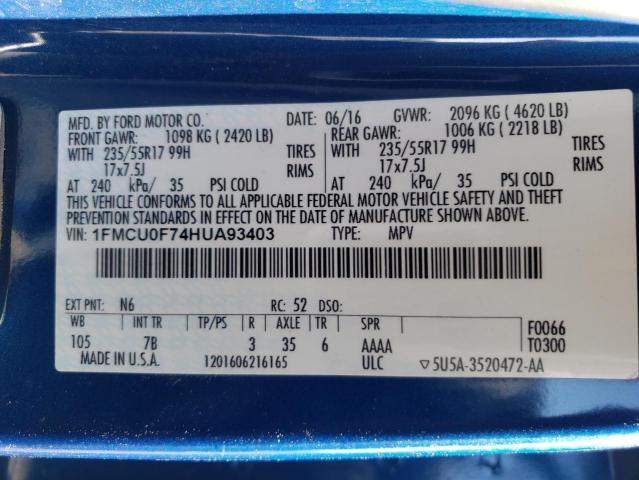 MFD. BY FORD MOTOR CO. DATE: 06/16 GVWR: 2096 KG ( 4620 LB)
FRONT GAWR: 1098 KG ( 2420 LB) REAR GAWR: 1006 KG ( 2218 LB)
WITH 235/55R17 99H TIRES WITH 235/55R17 99H TIRES
17x7.5J RIMS 17x7.5J RIMS
AT 240 kPa/ 35 PSI COLD AT 240 kPa/ 35 PSI COLD
THIS VEHICLE CONFORMS TO ALL APPLICABLE FEDERAL MOTOR VEHICLE SAFETY AND THEFT
PREVENTION STANDARDS IN EFFECT ON THE DATE OF MANUFACTURE SHOWN ABOVE.
VIN: 1FMCU0F74HUA93403 TYPE: MPV
EXT PNT: N6 RC: 52 DSO:
WB INT TR TP/PS R AXLE TR SPR F0066
105 7B 3 35 6 AAAA T0300
MADE IN U.S.A. 1201606216165 ULC ▽5U5A-3520472-AA